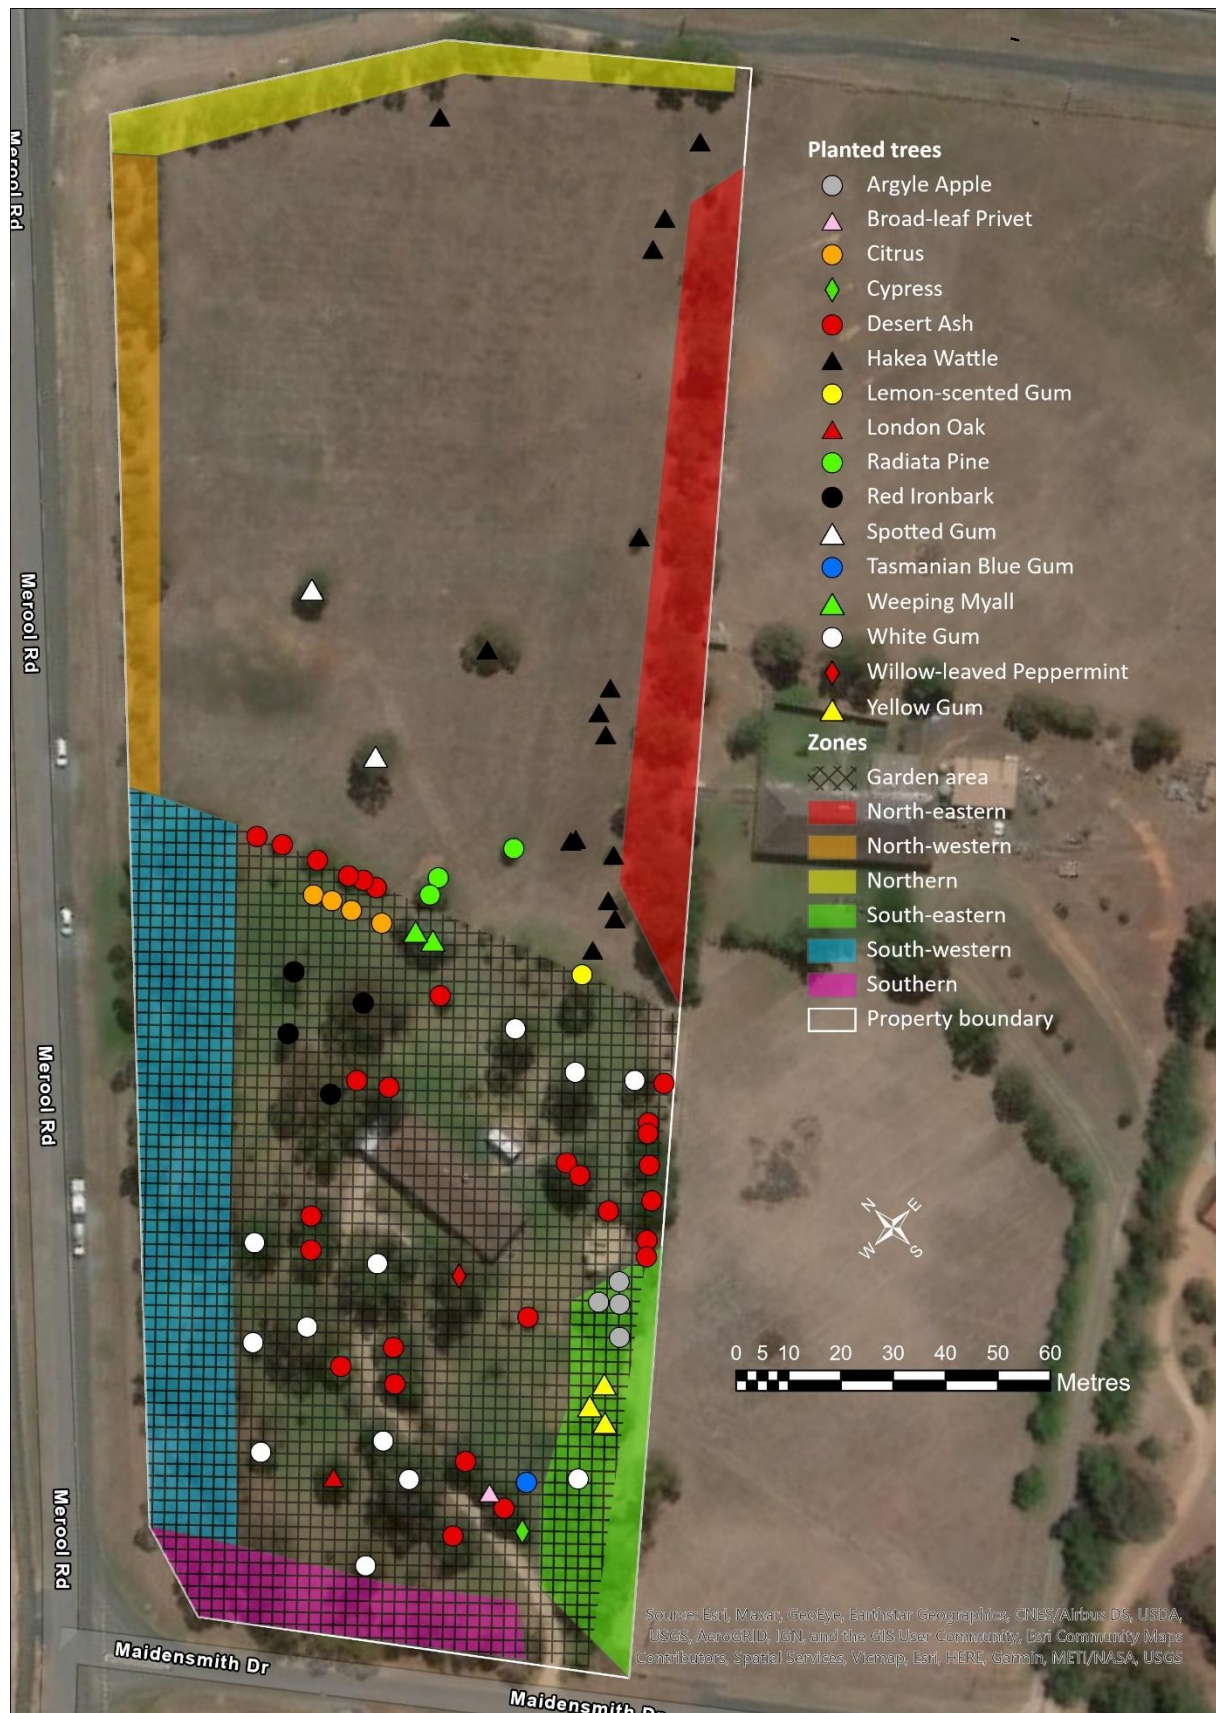 Merool Rd
Merool Rd
Merool Rd
Merool Rd
Maidensmith Dr
Maidensmith Dr
Planted trees
Argyle Apple
Broad-leaf Privet
Citrus
Cypress
Desert Ash
Hakea Wattle
Lemon-scented Gum
London Oak
Radiata Pine
Red Ironbark
Spotted Gum
Tasmanian Blue Gum
Weeping Myall
White Gum
Willow-leaved Peppermint
Yellow Gum
Zones
Garden area
North-eastern
North-western
Northern
South-eastern
South-western
Southern
Property boundary
N E
W S
0 5 10 20 30 40 50 60
Metres
Source: Esri, Maxar, GeoEye, Earthstar Geographics, CNES/Airbus DS, USDA,
USGS, AeroGRID, IGN, and the GIS User Community, Esri Community Maps
Contributors, Spatial Services, Vicmap, Esri, HERE, Garmin, METI/NASA, USGS